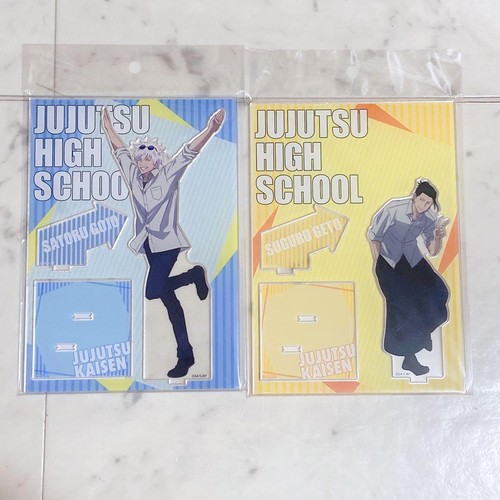 JUJUTSU
HIGH
SCHOOL
SATORU GOJO
JUJUTSU
KAISEN
JUJUTSU
HIGH
SCHOOL
SUGURU GETO
JUJUTSU
KAISEN